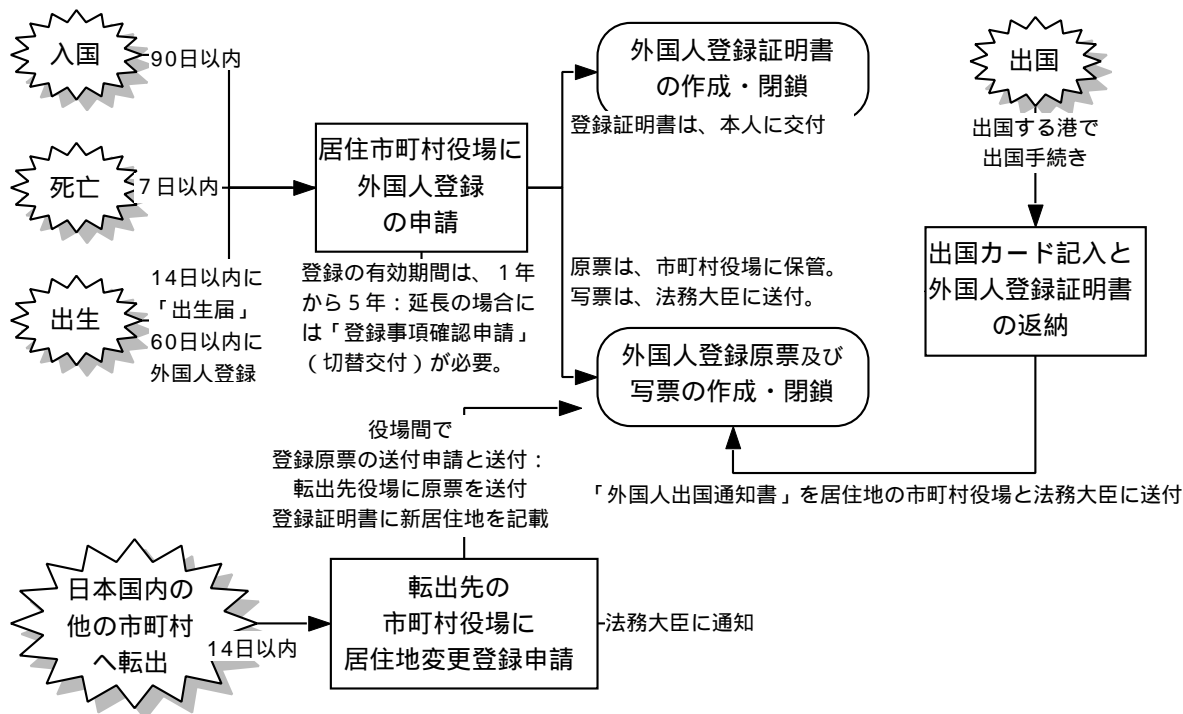 入国
90日以内
死亡
7日以内
出生
14日以内に
「出生届」
60日以内に
外国人登録
居住市町村役場に
外国人登録
の申請
登録の有効期間は、1年
から5年：延長の場合に
は「登録事項確認申請」
（切替交付）が必要。
外国人登録証明書
の作成・閉鎖
登録証明書は、本人に交付
原票は、市町村役場に保管。
写票は、法務大臣に送付。
外国人登録原票及び
写票の作成・閉鎖
出国
出国する港で
出国手続き
出国カード記入と
外国人登録証明書
の返納
「外国人出国通知書」を居住地の市町村役場と法務大臣に送付
役場間で
登録原票の送付申請と送付：
転出先役場に原票を送付
登録証明書に新居住地を記載
日本国内の
他の市町村
へ転出
14日以内
転出先の
市町村役場に
居住地変更登録申請
法務大臣に通知